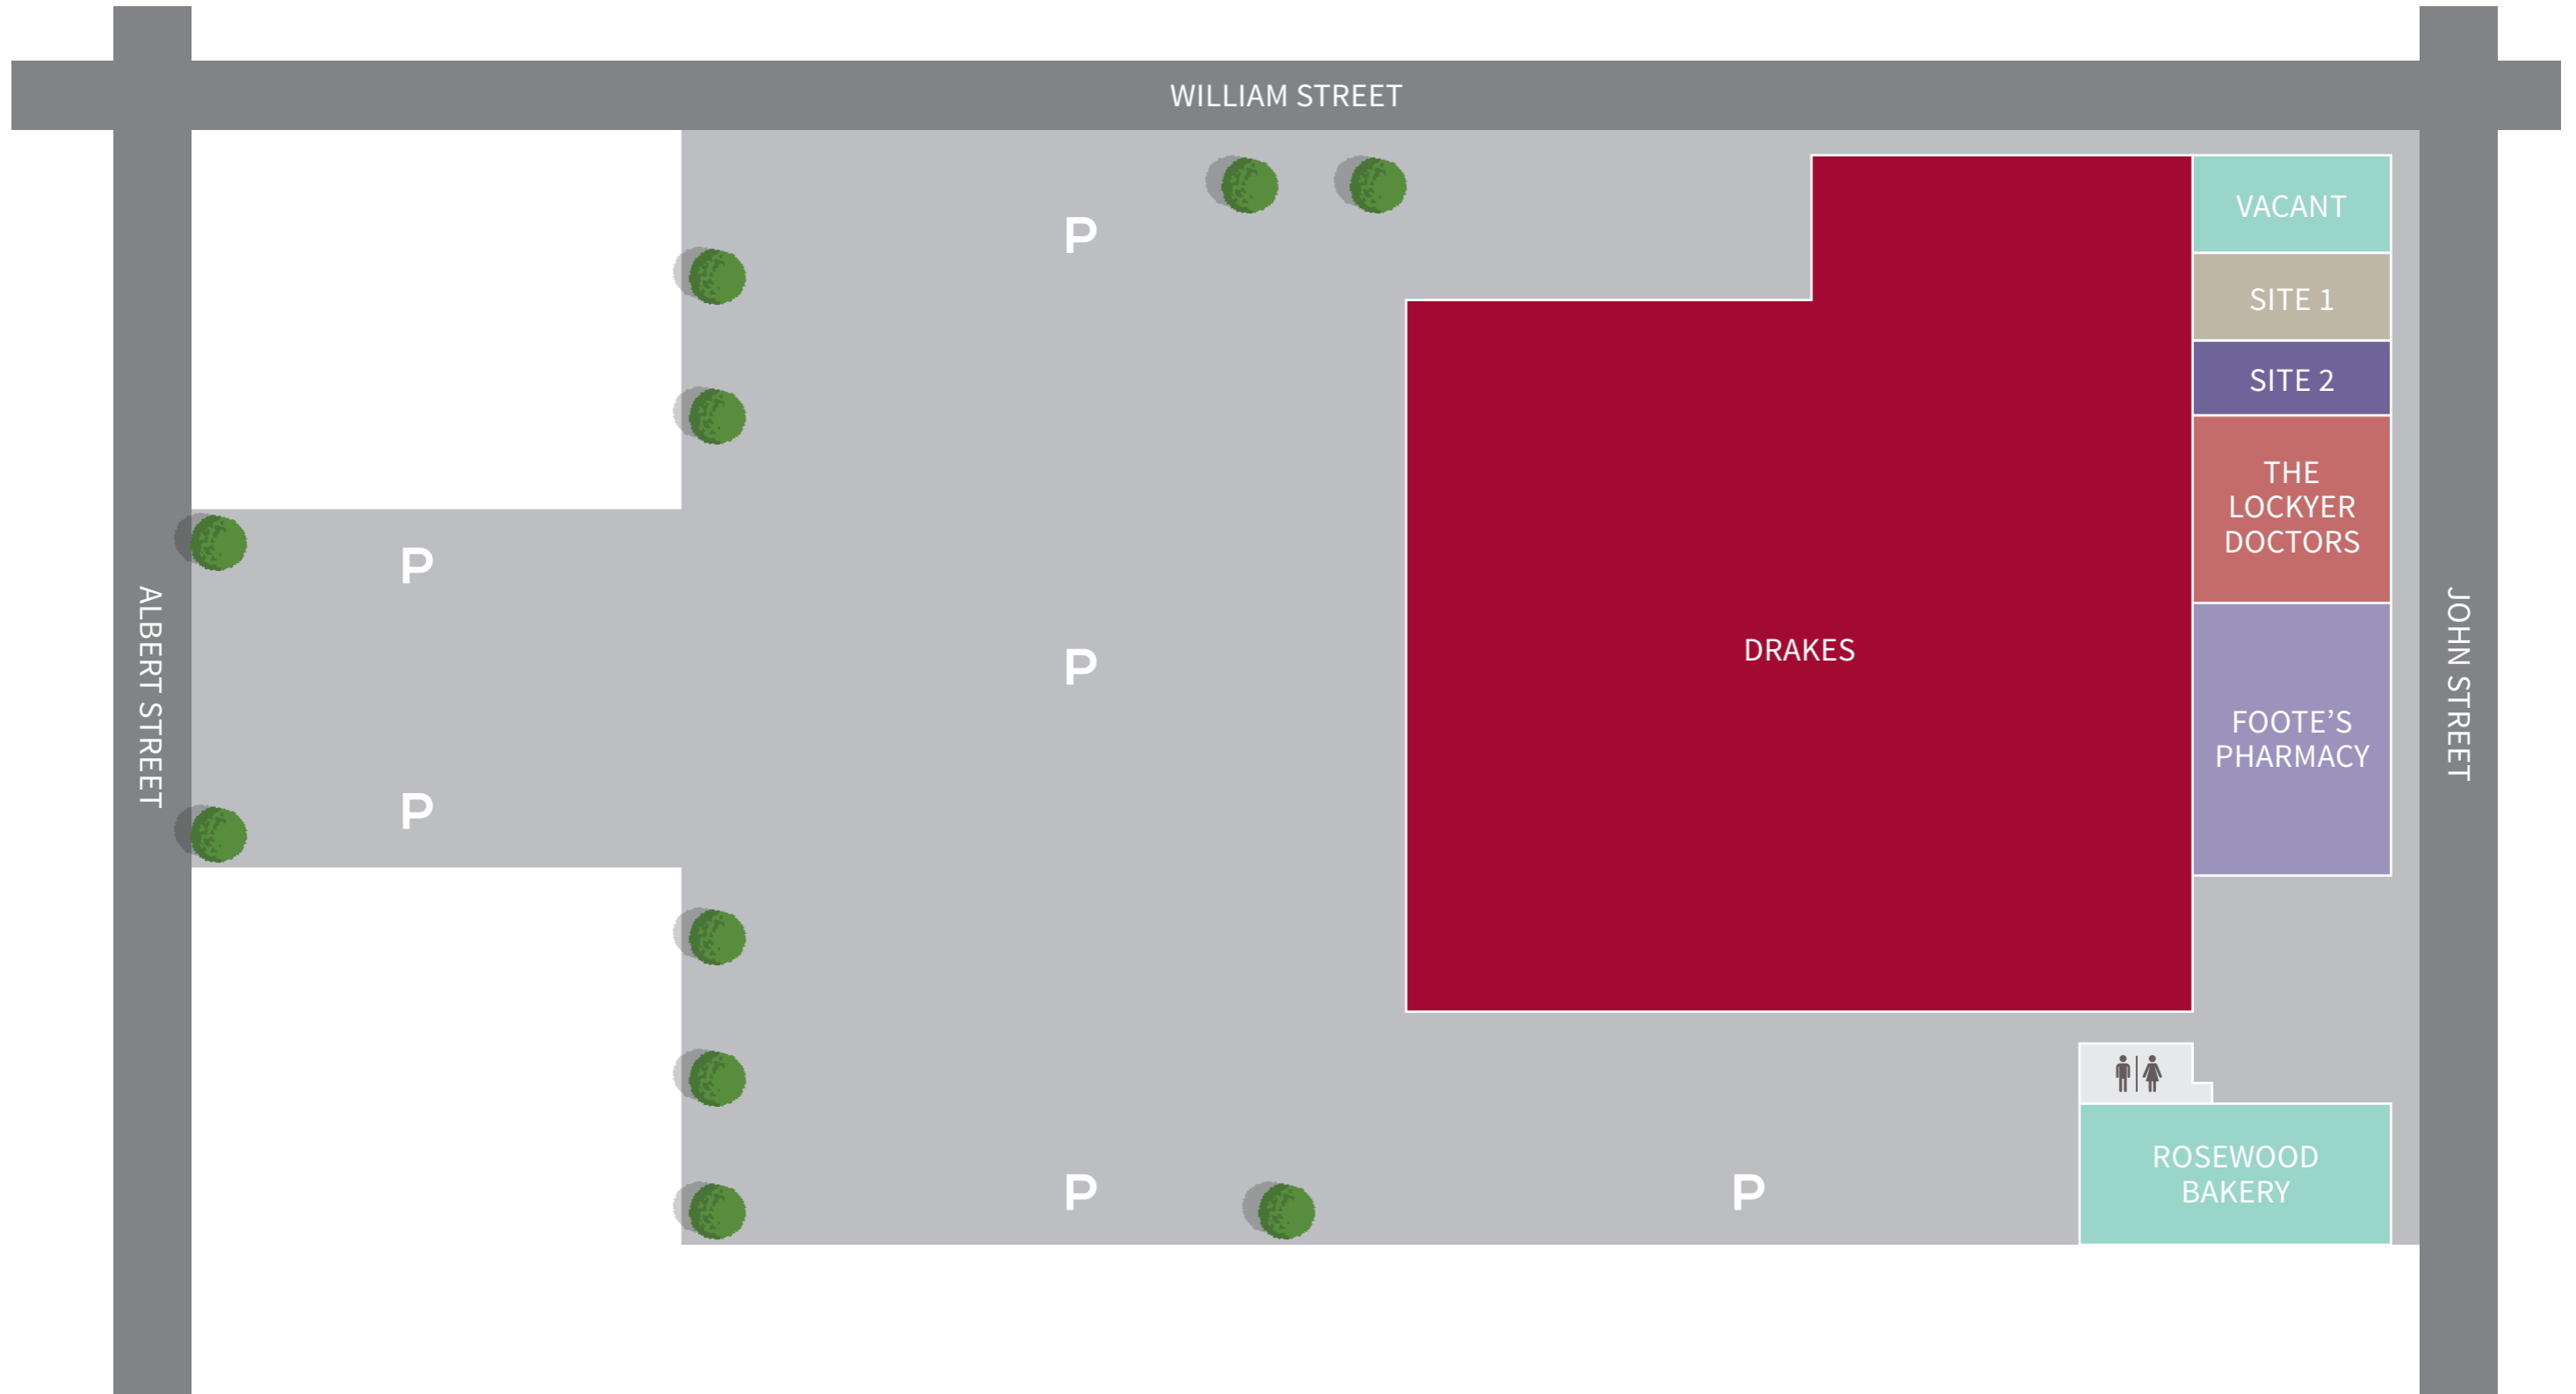 WILLIAM STREET
VACANT
P
SITE 1
SITE 2
THE
LOCKYER
DOCTORS
P
ALBERT STREET
JOHN STREET
DRAKES
P
FOOTE’S
PHARMACY
P
ROSEWOOD
BAKERY
P
P